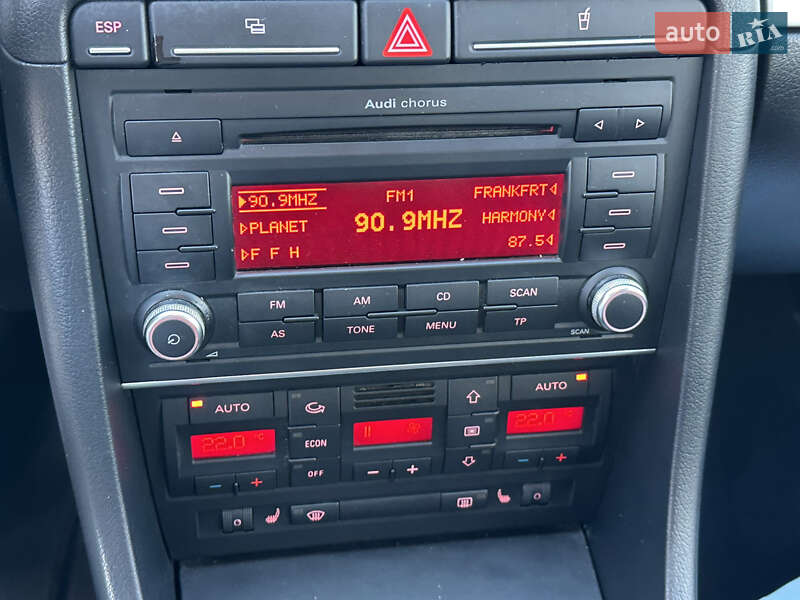 ESP
auto RIA .com
Audi chorus
90.9MHZ FM1 FRANKFRT
PLANET 90.9MHZ HARMONY
F F H 87.5
FM AM CD SCAN
AS TONE MENU TP
SCAN
AUTO AUTO
22.0 °C 22.0 °C
ECON
OFF
- + - + - +